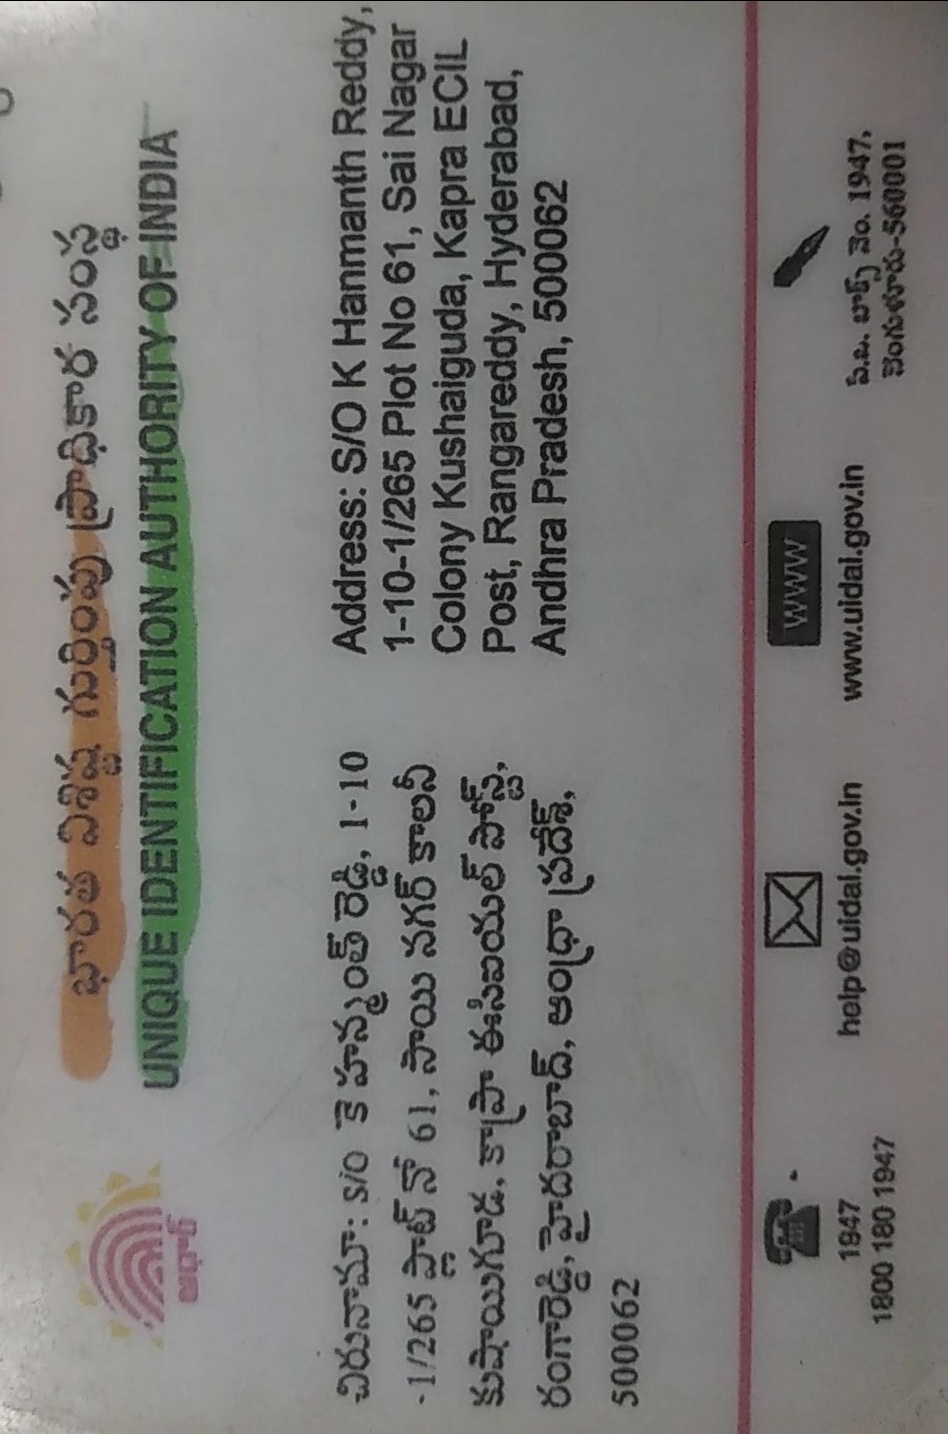 భారత విశిష్ట గుర్తింపు ప్రాధికార సంస్థ
UNIQUE IDENTIFICATION AUTHORITY OF INDIA
ఆధార్
చిరునామా: S/O కె హన్మంత్ రెడ్డి, 1-10
-1/265 ప్లాట్ నో 61, సాయి నగర్ కాలనీ
కుషాయిగూడ, కాప్రా ఈసిఐయల్ పోస్ట్,
రంగారెడ్డి, హైదరాబాద్, ఆంధ్రా ప్రదేశ్,
500062
Address: S/O K Hanmanth Reddy,
1-10-1/265 Plot No 61, Sai Nagar
Colony Kushaiguda, Kapra ECIL
Post, Rangareddy, Hyderabad,
Andhra Pradesh, 500062
1947
1800 180 1947
help@uidai.gov.in
WWW
www.uidai.gov.in
పి.ఐ. బాక్స్ నెం. 1947,
బెంగుళూరు-560001